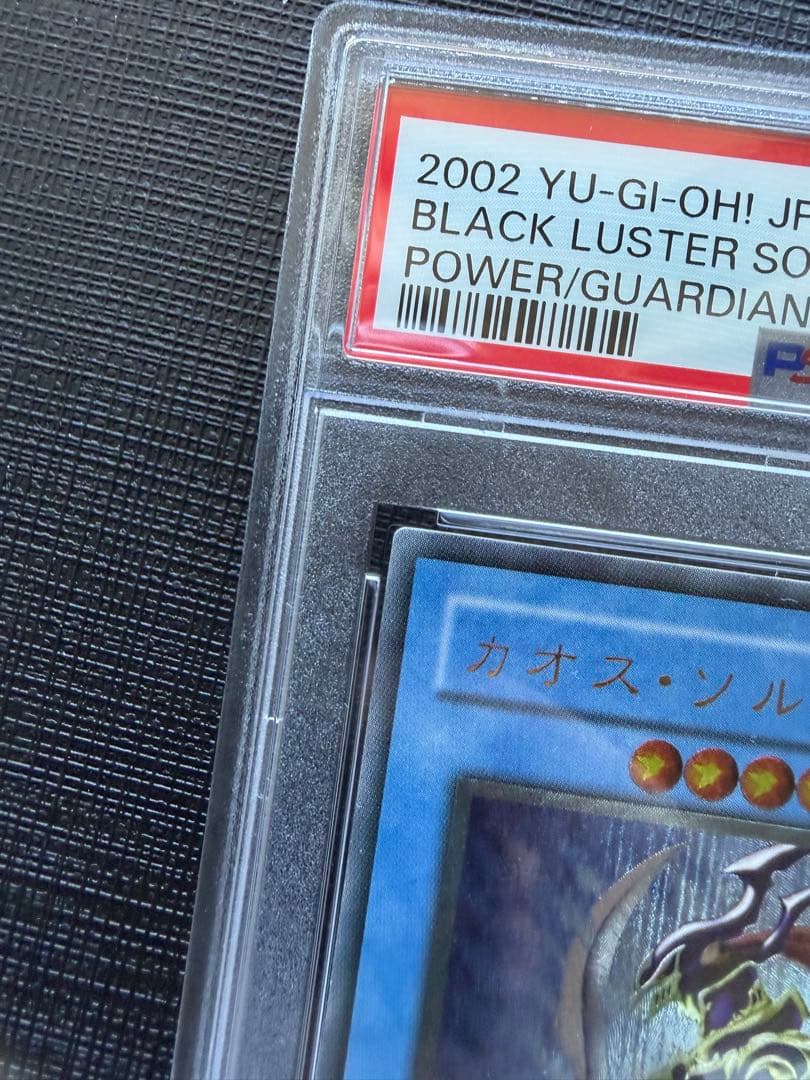 2002 YU-GI-OH! JP
BLACK LUSTER SO
POWER/GUARDIAN
カオス・ソル